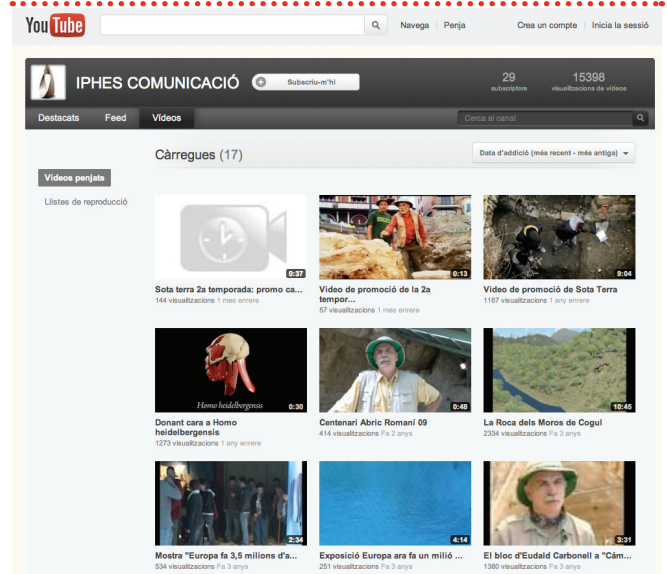 YouTube
Navega | Penja
Crea un compte | Inicia la sessió
IPHES COMUNICACIÓ
Subscriu-m'hi
29
subscriptors
15398
visualitzacions de vídeos
Destacats Feed Vídeos
Cerca al canal
Càrregues (17)
Data d'addició (més recent - més antiga)
Vídeos penjats
Llistes de reproducció
0:37
Sota terra 2a temporada: promo ca...
144 visualitzacions 1 mes enrere
0:13
Video de promoció de la 2a
tempor...
57 visualitzacions 1 mes enrere
9:04
Video de promoció de Sota Terra
1167 visualitzacions 1 any enrere
Homo heidelbergensis
0:30
Donant cara a Homo
heidelbergensis
1273 visualitzacions 1 any enrere
0:48
Centenari Abric Romaní 09
414 visualitzacions Fa 2 anys
10:45
La Roca dels Moros de Cogul
2334 visualitzacions Fa 3 anys
2:34
Mostra "Europa fa 3,5 milions d'a...
534 visualitzacions Fa 3 anys
4:14
Exposició Europa ara fa un milió ...
251 visualitzacions Fa 3 anys
3:31
El bloc d'Eudald Carbonell a "Cám...
1380 visualitzacions Fa 3 anys